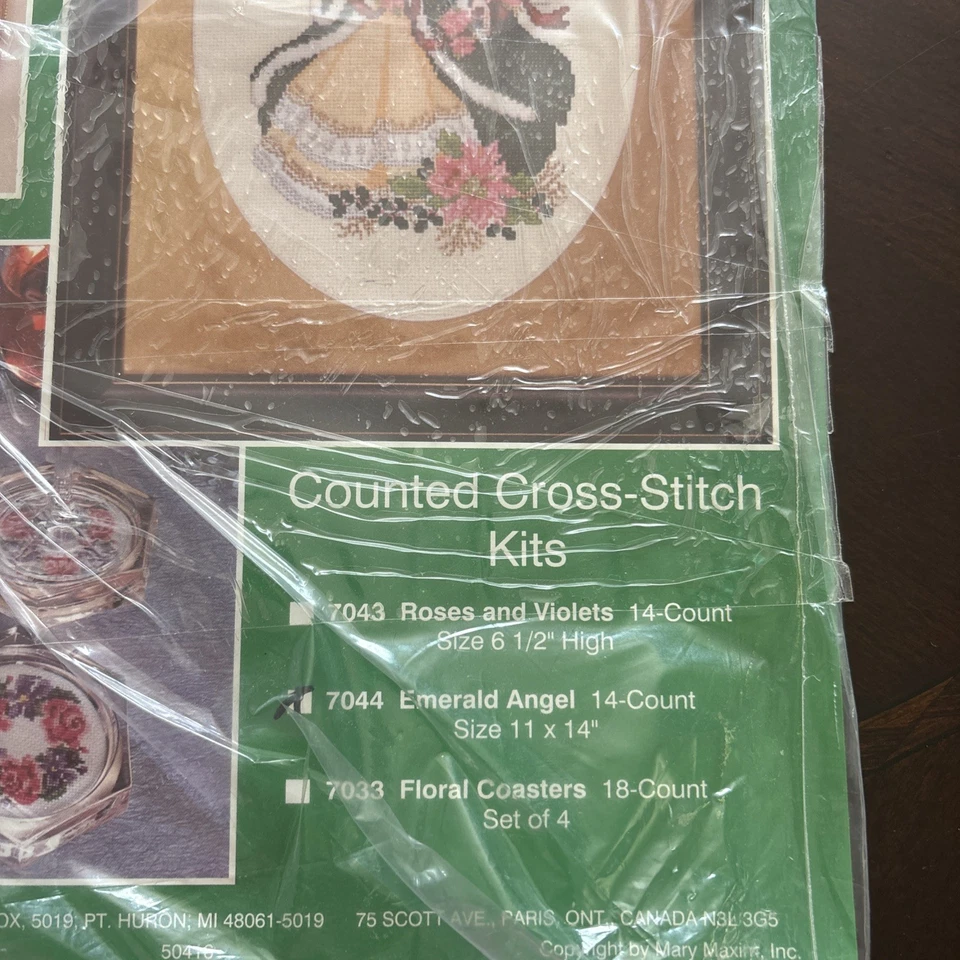 Counted Cross-Stitch
Kits
7043 Roses and Violets 14-Count
Size 6 1/2" High
7044 Emerald Angel 14-Count
Size 11 x 14"
7033 Floral Coasters 18-Count
Set of 4
OX, 5019; PT. HURON, MI 48061-5019 75 SCOTT AVE., PARIS, ONT., CANADA N3L 3G5
Copyright by Mary Maxim, Inc.